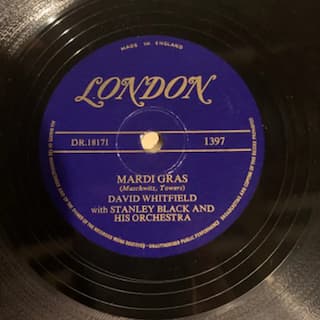 MADE IN ENGLAND
LONDON
DR.18171 1397
MARDI GRAS
(Maschwitz, Towers)
DAVID WHITFIELD
with STANLEY BLACK AND
HIS ORCHESTRA